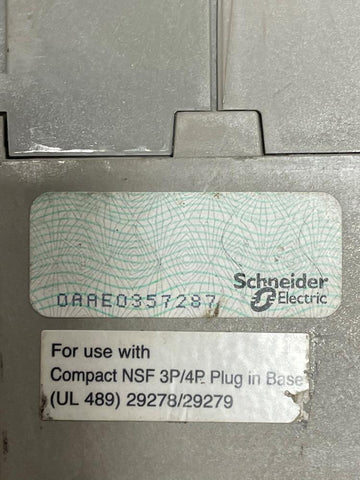 Schneider
Electric
0AAE0357287
For use with
Compact NSF 3P/4P Plug in Base
(UL 489) 29278/29279